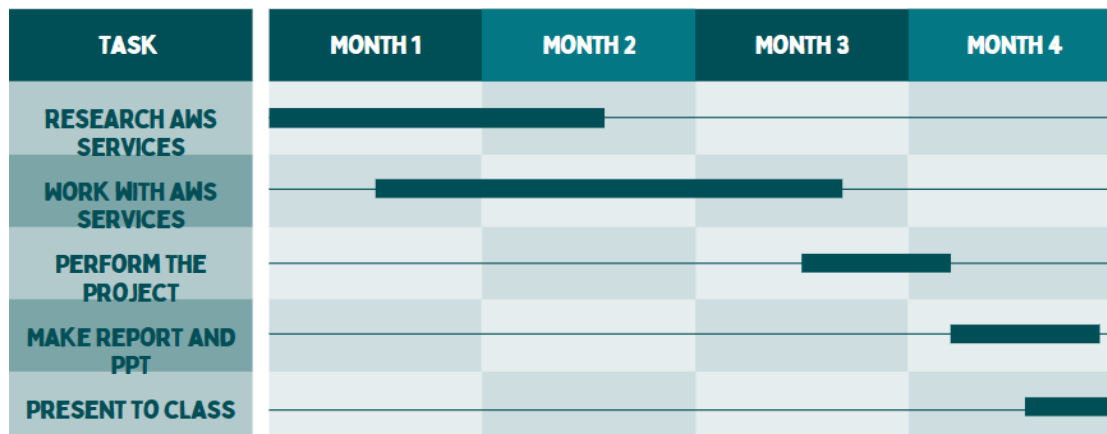 TASK
MONTH 1
MONTH 2
MONTH 3
MONTH 4
RESEARCH AWS
SERVICES
WORK WITH AWS
SERVICES
PERFORM THE
PROJECT
MAKE REPORT AND
PPT
PRESENT TO CLASS